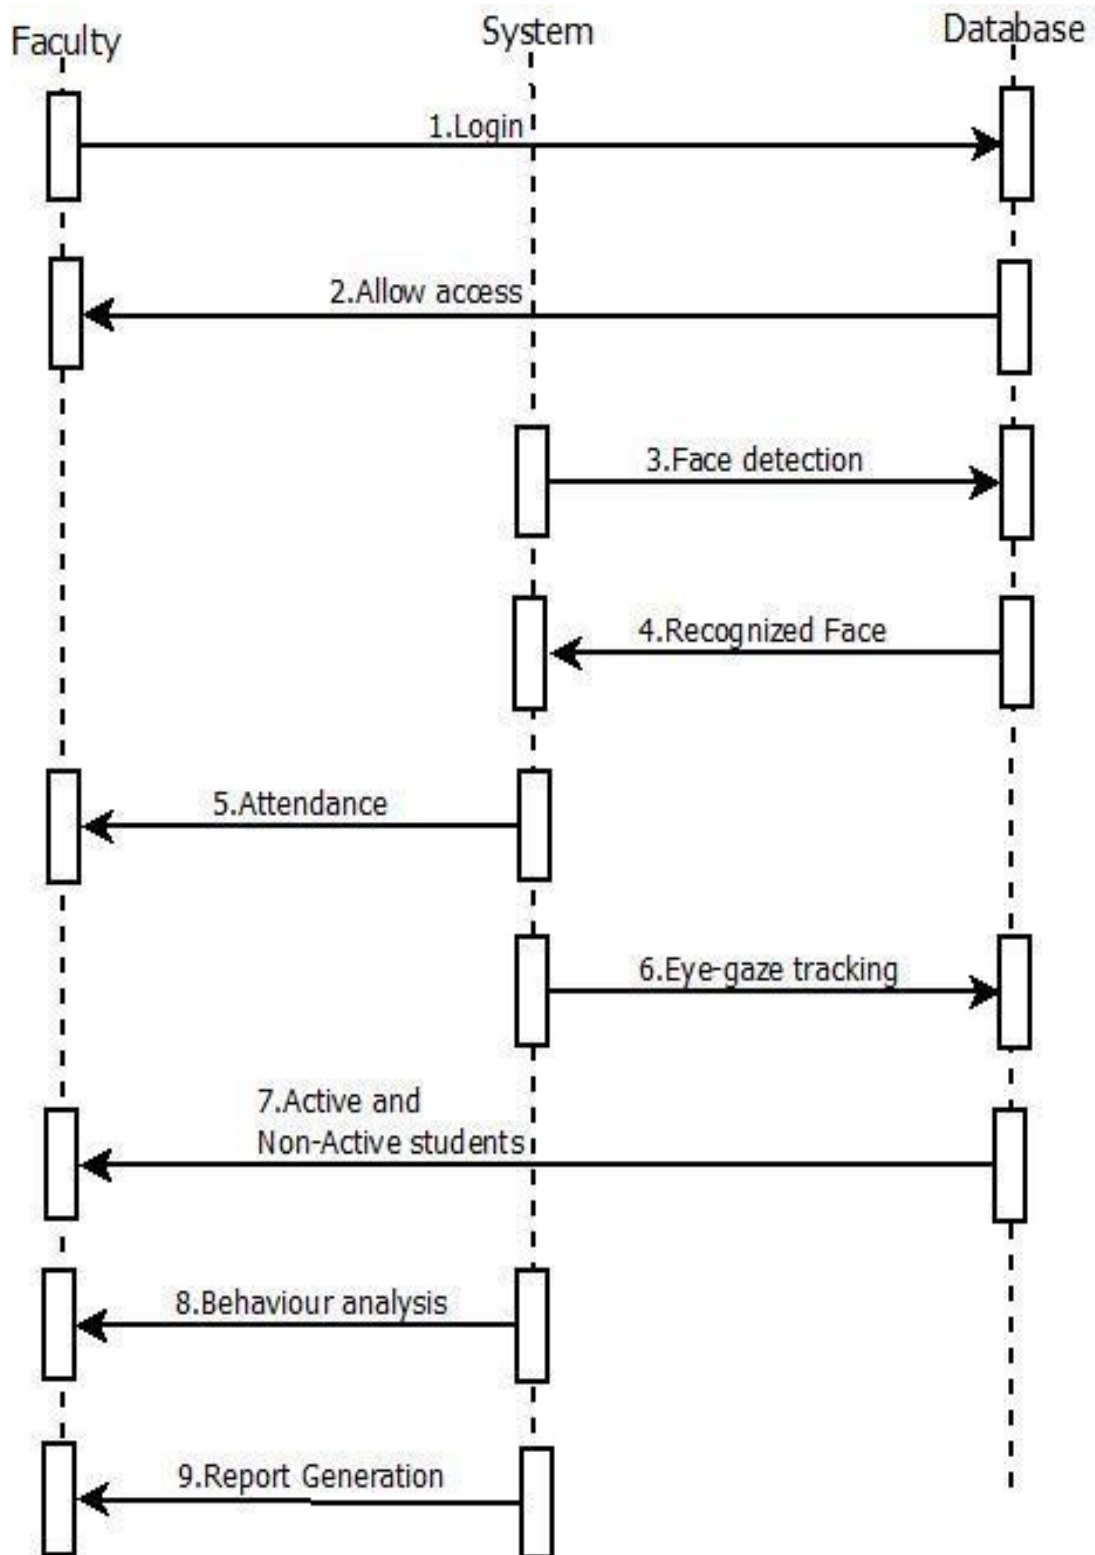 Faculty
System
Database
1.Login
2.Allow access
3.Face detection
4.Recognized Face
5.Attendance
6.Eye-gaze tracking
7.Active and
Non-Active students
8.Behaviour analysis
9.Report Generation